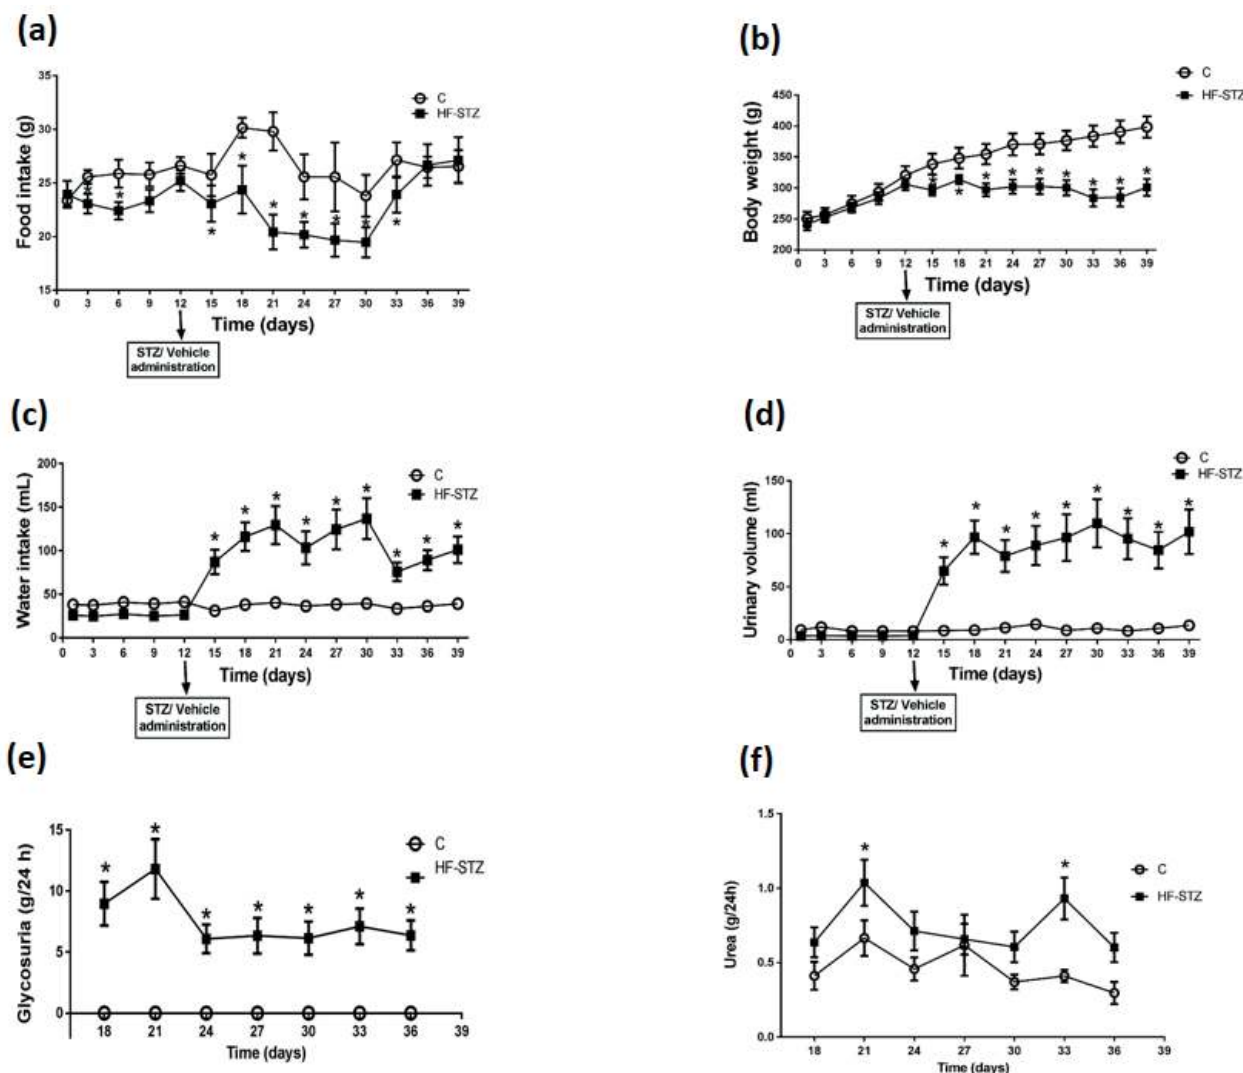 (a)
35
30
25
20
15
Food intake (g)
C
HF-STZ
* * * * * * * * *
0 3 6 9 12 15 18 21 24 27 30 33 36 39
Time (days)
STZ/ Vehicle
administration
(b)
450
400
350
300
250
200
Body weight (g)
C
HF-STZ
* * * * * * * * *
0 3 6 9 12 15 18 21 24 27 30 33 36 39
Time (days)
STZ/ Vehicle
administration
(c)
200
150
100
50
0
Water intake (mL)
C
HF-STZ
* * * * * * * * *
0 3 6 9 12 15 18 21 24 27 30 33 36 39
Time (days)
STZ/ Vehicle
administration
(d)
150
100
50
0
Urinary volume (ml)
C
HF-STZ
* * * * * * * * *
0 3 6 9 12 15 18 21 24 27 30 33 36 39
Time (days)
STZ/ Vehicle
administration
(e)
15
10
5
0
Glycosuria (g/24 h)
C
HF-STZ
* * * * * * *
18 21 24 27 30 33 36 39
Time (days)
(f)
1.5
1.0
0.5
0.0
Urea (g/24h)
C
HF-STZ
* *
18 21 24 27 30 33 36 39
Time (days)